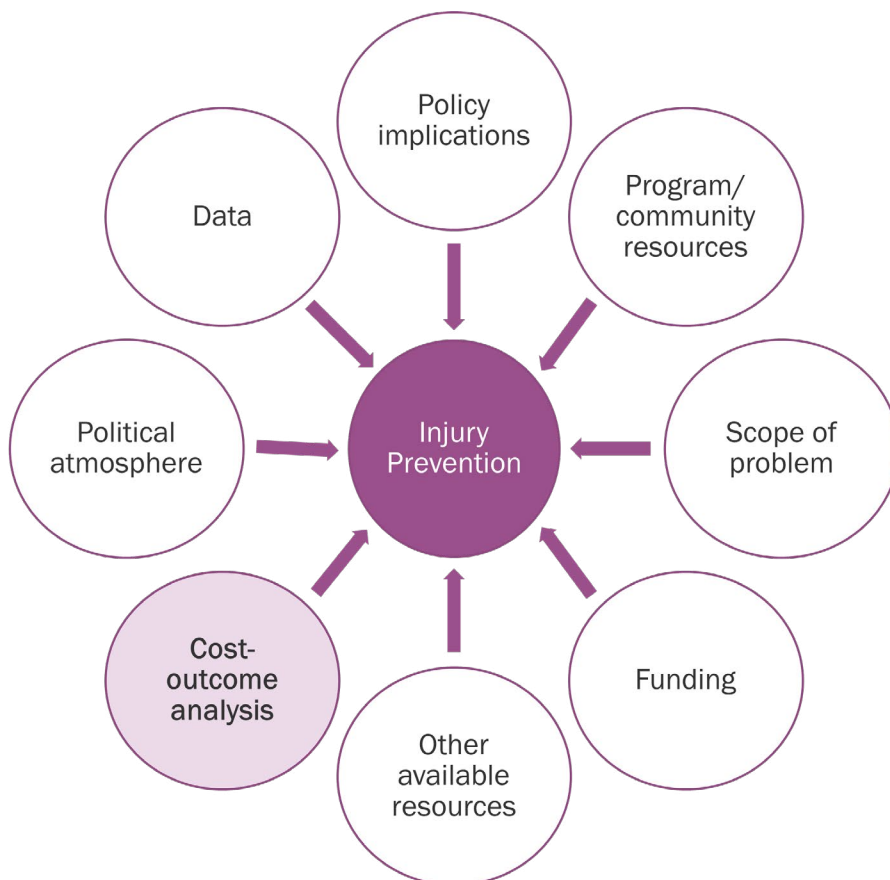 Policy
implications
Program/
community
resources
Data
Scope of
problem
Injury
Prevention
Political
atmosphere
Funding
Cost-
outcome
analysis
Other
available
resources